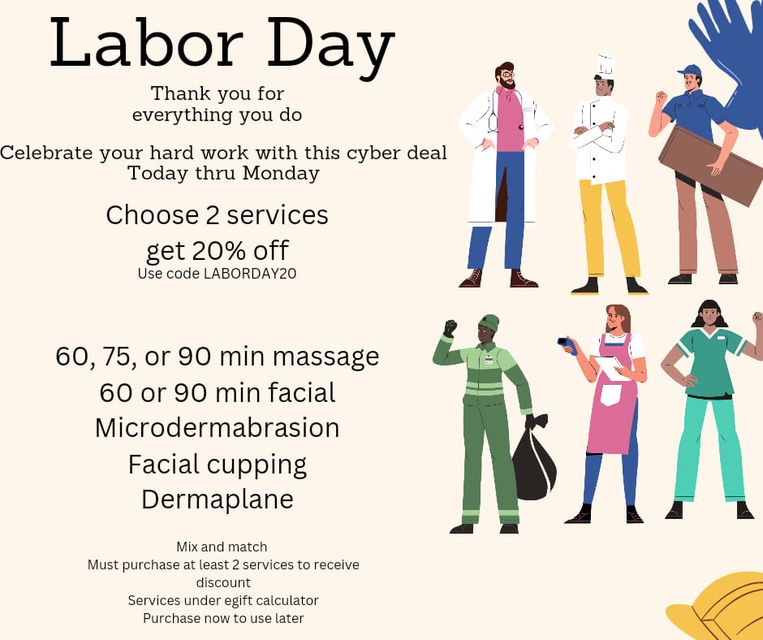 Labor Day
Thank you for
everything you do
Celebrate your hard work with this cyber deal
Today thru Monday
Choose 2 services
get 20% off
Use code LABORDAY20
60, 75, or 90 min massage
60 or 90 min facial
Microdermabrasion
Facial cupping
Dermaplane
Mix and match
Must purchase at least 2 services to receive
discount
Services under egift calculator
Purchase now to use later